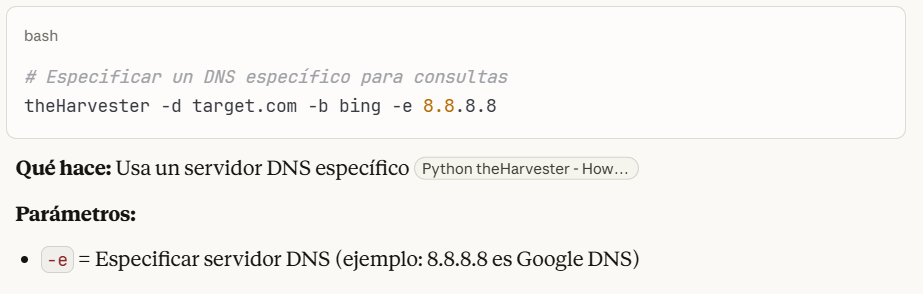 bash
# Especificar un DNS específico para consultas
theHarvester -d target.com -b bing -e 8.8.8.8
Qué hace: Usa un servidor DNS específico Python theHarvester - How...
Parámetros:
• -e = Especificar servidor DNS (ejemplo: 8.8.8.8 es Google DNS)